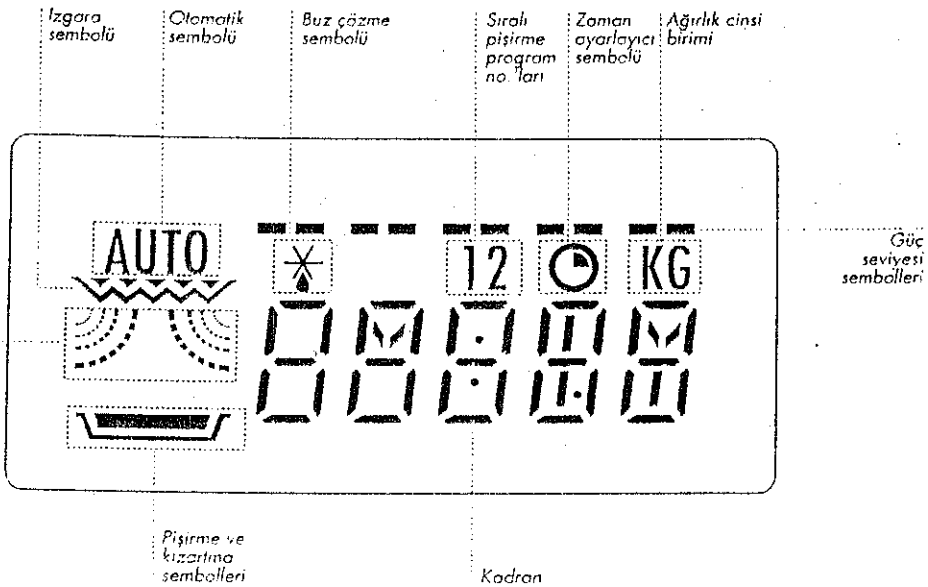 Izgara
sembolü
Otomatik
sembolü
Buz çözme
sembolü
Sıralı
pişirme
program
no. ları
Zaman
ayarlayıcı
sembolü
Ağırlık cinsi
birimi
AUTO
12
KG
Güç
seviyesi
sembolleri
Pişirme ve
kızartma
sembolleri
Kadran